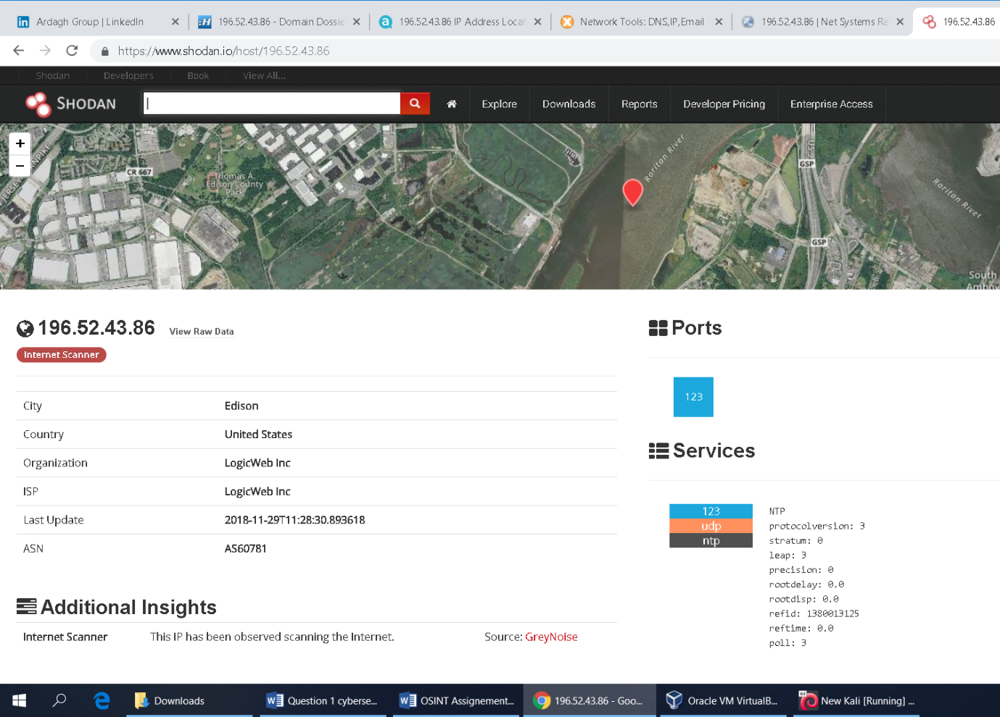 Ardagh Group | LinkedIn
196.52.43.86 - Domain Dossie
196.52.43.86 IP Address Locat
Network Tools: DNS,IP,Email
196.52.43.86 | Net Systems Re
196.52.43.86
https://www.shodan.io/host/196.52.43.86
Shodan Developers Book View All...
SHODAN
Explore Downloads Reports Developer Pricing Enterprise Access
+
−
CR 667
Thomas A.
Edison County
Park
Raritan River
GSP
US 9
GSP
Raritan River
South
Amboy
196.52.43.86 View Raw Data
Internet Scanner
City Edison
Country United States
Organization LogicWeb Inc
ISP LogicWeb Inc
Last Update 2018-11-29T11:28:30.893618
ASN AS60781
Additional Insights
Internet Scanner This IP has been observed scanning the Internet. Source: GreyNoise
Ports
123
Services
123
udp
ntp
NTP
protocolversion: 3
stratum: 0
leap: 3
precision: 0
rootdelay: 0.0
rootdisp: 0.0
refid: 1380013125
reftime: 0.0
poll: 3
Downloads
Question 1 cyberse...
OSINT Assignement...
196.52.43.86 - Goo...
Oracle VM VirtualB...
New Kali [Running] ...